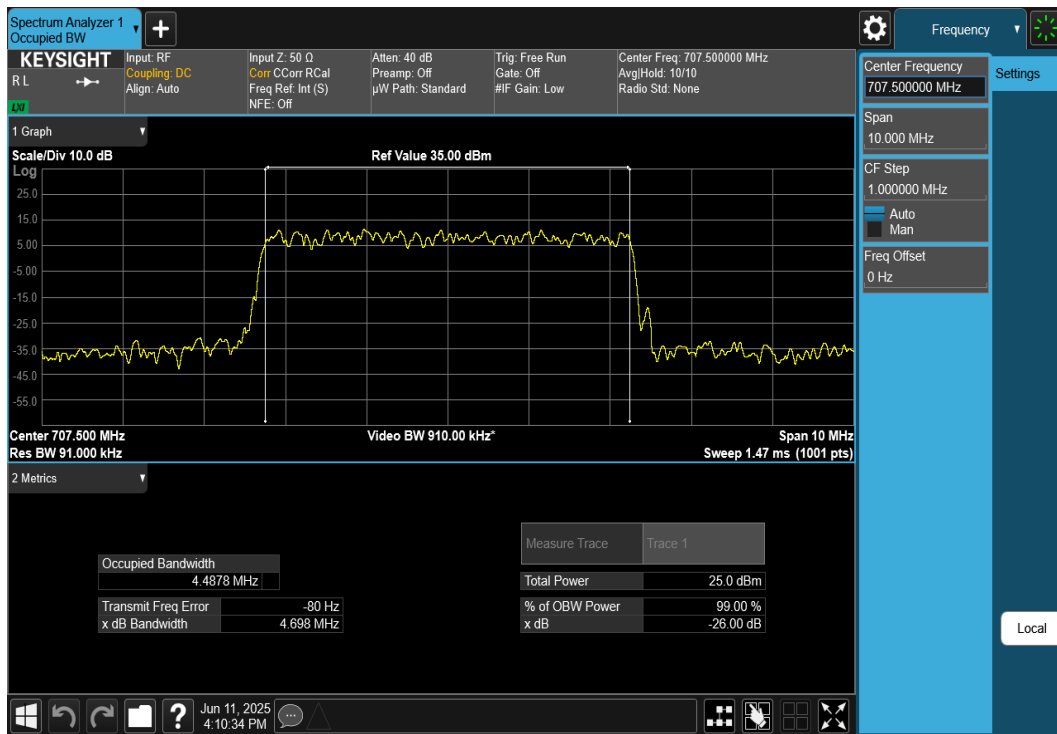 Spectrum Analyzer 1
Occupied BW
Frequency
KEYSIGHT
R L
LXI
Input: RF
Coupling: DC
Align: Auto
Input Z: 50 Ω
Corr CCorr RCal
Freq Ref: Int (S)
NFE: Off
Atten: 40 dB
Preamp: Off
µW Path: Standard
Trig: Free Run
Gate: Off
#IF Gain: Low
Center Freq: 707.500000 MHz
Avg|Hold: 10/10
Radio Std: None
Center Frequency
707.500000 MHz
Settings
Span
10.000 MHz
CF Step
1.000000 MHz
Auto
Man
Freq Offset
0 Hz
Local
1 Graph
Scale/Div 10.0 dB
Ref Value 35.00 dBm
Log
25.0
15.0
5.00
-5.00
-15.0
-25.0
-35.0
-45.0
-55.0
Center 707.500 MHz
Video BW 910.00 kHz*
Span 10 MHz
Res BW 91.000 kHz
Sweep 1.47 ms (1001 pts)
2 Metrics
Measure Trace
Trace 1
Occupied Bandwidth
4.4878 MHz
Total Power
25.0 dBm
Transmit Freq Error
-80 Hz
% of OBW Power
99.00 %
x dB Bandwidth
4.698 MHz
x dB
-26.00 dB
?
Jun 11, 2025
4:10:34 PM